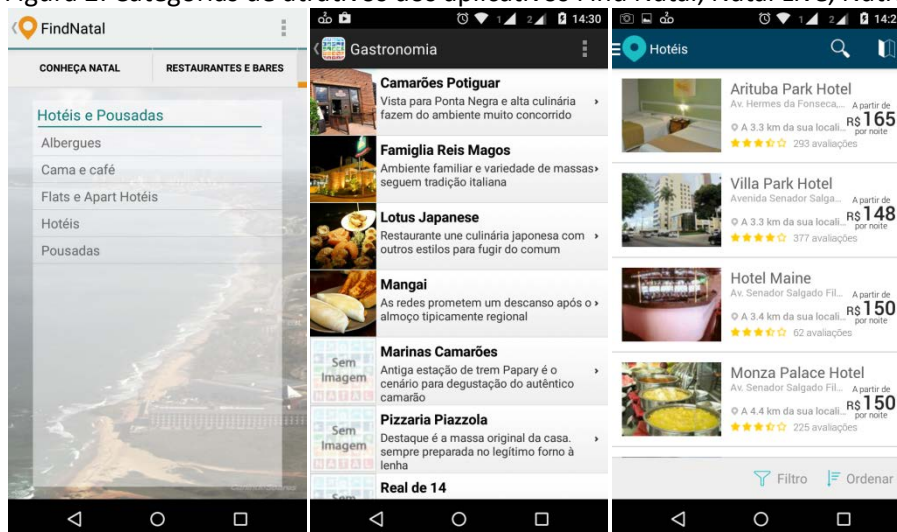 FindNatal
CONHEÇA NATAL RESTAURANTES E BARES
Hotéis e Pousadas
Albergues
Cama e café
Flats e Apart Hotéis
Hotéis
Pousadas
1 2 14:30
Gastronomia
Camarões Potiguar
Vista para Ponta Negra e alta culinária
fazem do ambiente muito concorrido
Famiglia Reis Magos
Ambiente familiar e variedade de massas
seguem tradição italiana
Lotus Japanese
Restaurante une culinária japonesa com
outros estilos para fugir do comum
Mangai
As redes prometem um descanso após o
almoço tipicamente regional
Sem
Imagem
NATAL
Marinas Camarões
Antiga estação de trem Papary é o
cenário para degustação do autêntico
camarão
Sem
Imagem
NATAL
Pizzaria Piazzola
Destaque é a massa original da casa.
sempre preparada no legítimo forno à
lenha
Sem
Real de 14
1 2 14:2
Hotéis
Arituba Park Hotel
Av. Hermes da Fonseca,... A partir de
A 3.3 km da sua locali... R$ 165
por noite
293 avaliações
Villa Park Hotel
Avenida Senador Salga... A partir de
A 3.3 km da sua locali... R$ 148
por noite
377 avaliações
Hotel Maine
Av. Senador Salgado Fil... A partir de
A 3.4 km da sua locali... R$ 150
por noite
62 avaliações
Monza Palace Hotel
Av. Senador Salgado Fil... A partir de
A 4.4 km da sua locali... R$ 150
por noite
225 avaliações
Filtro Ordenar